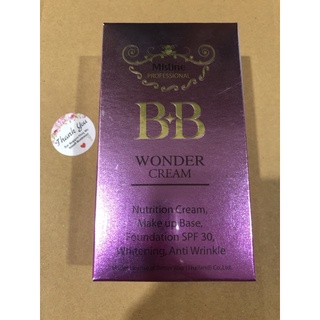 Mistine
PROFESSIONAL
BB
WONDER
CREAM
Nutrition Cream,
Make up Base,
Foundation SPF 30,
Whitening, Anti Wrinkle
Thank You